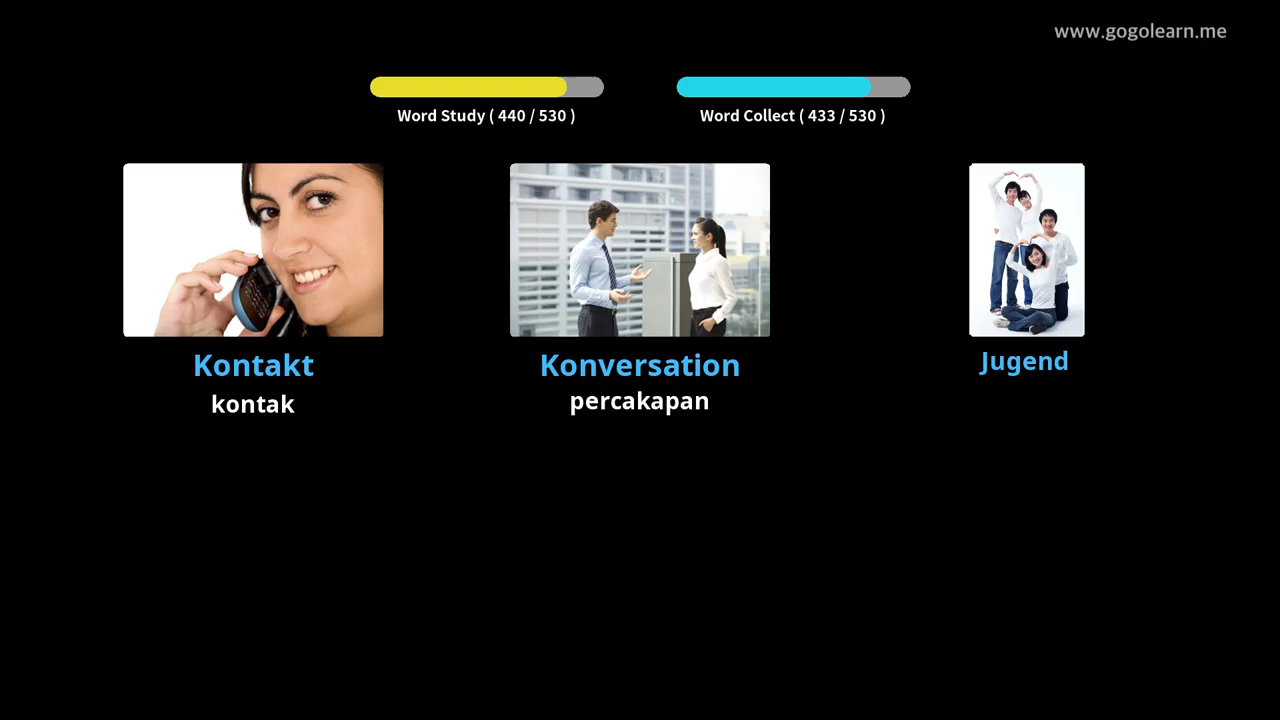 www.gogolearn.me
Word Study ( 440 / 530 )
Word Collect ( 433 / 530 )
Kontakt
kontak
Konversation
percakapan
Jugend